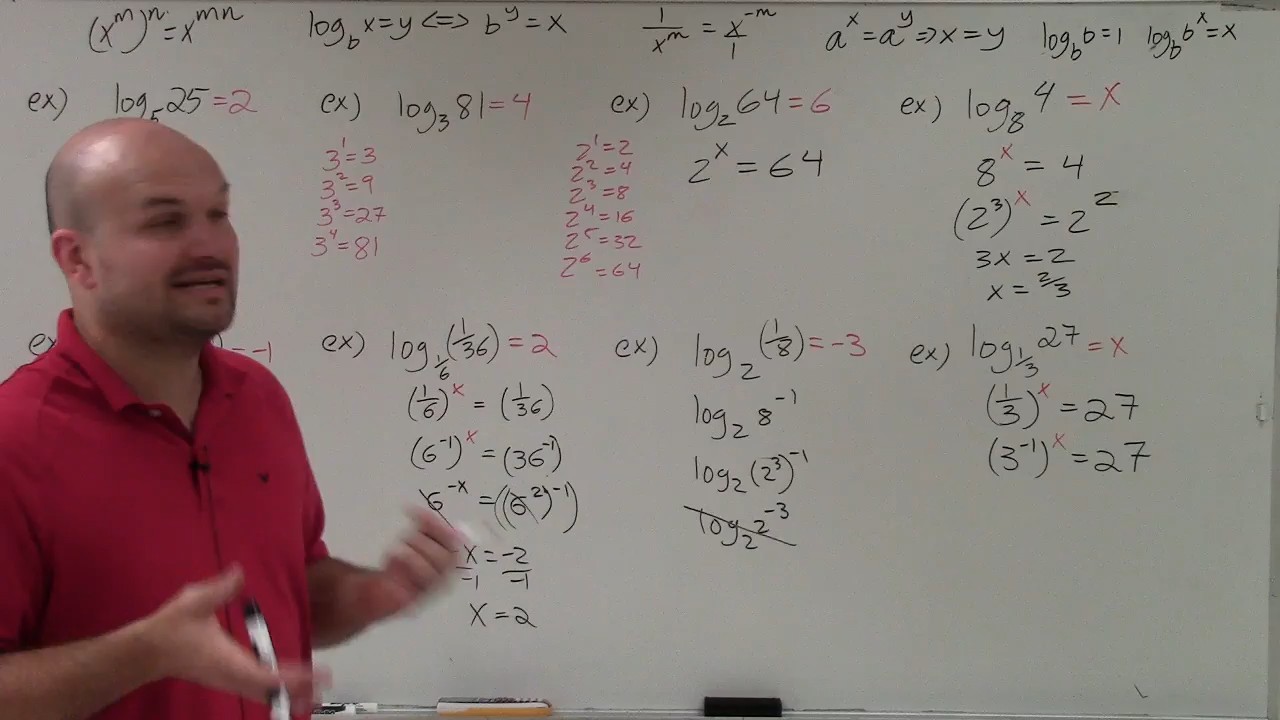 (x^m)^n = x^mn   log_b x = y <=> b^y = x   1/x^m = x^-m/1   a^x = a^y => x = y   log_b b = 1   log_b b^x = x
ex) log_5 25 = 2
ex) log_3 81 = 4
3^1 = 3
3^2 = 9
3^3 = 27
3^4 = 81
ex) log_2 64 = 6
2^1 = 2
2^2 = 4
2^3 = 8
2^4 = 16
2^5 = 32
2^6 = 64
2^x = 64
ex) log_8 4 = x
8^x = 4
(2^3)^x = 2^2
3x = 2
x = 2/3
) = -1
ex) log_1/6 (1/36) = 2
(1/6)^x = (1/36)
(6^-1)^x = (36^-1)
6^-x = ((6^2)^-1)
-x/-1 = -2/-1
x = 2
ex) log_2 (1/8) = -3
log_2 8^-1
log_2 (2^3)^-1
log_2 2^-3
ex) log_1/3 27 = x
(1/3)^x = 27
(3^-1)^x = 27